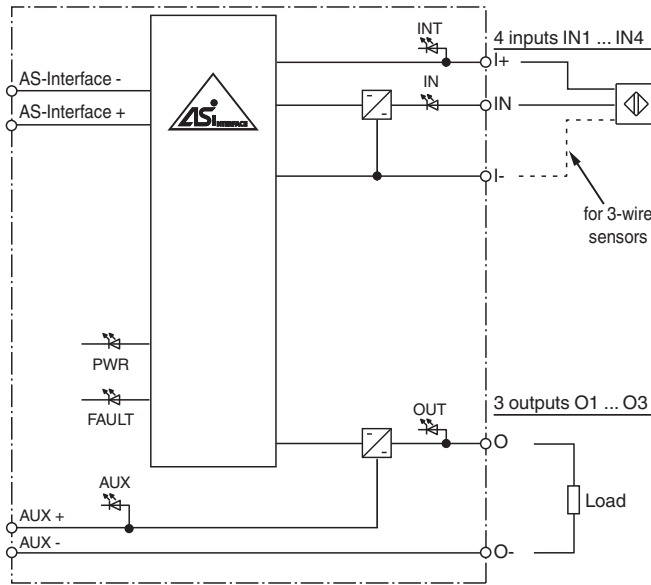 INT
4 inputs IN1 ... IN4
I+
AS-Interface -
IN
IN
AS-Interface +
ASi INTERFACE
I-
for 3-wire
sensors
PWR
FAULT
OUT
3 outputs O1 ... O3
O
AUX
Load
AUX +
AUX -
O-